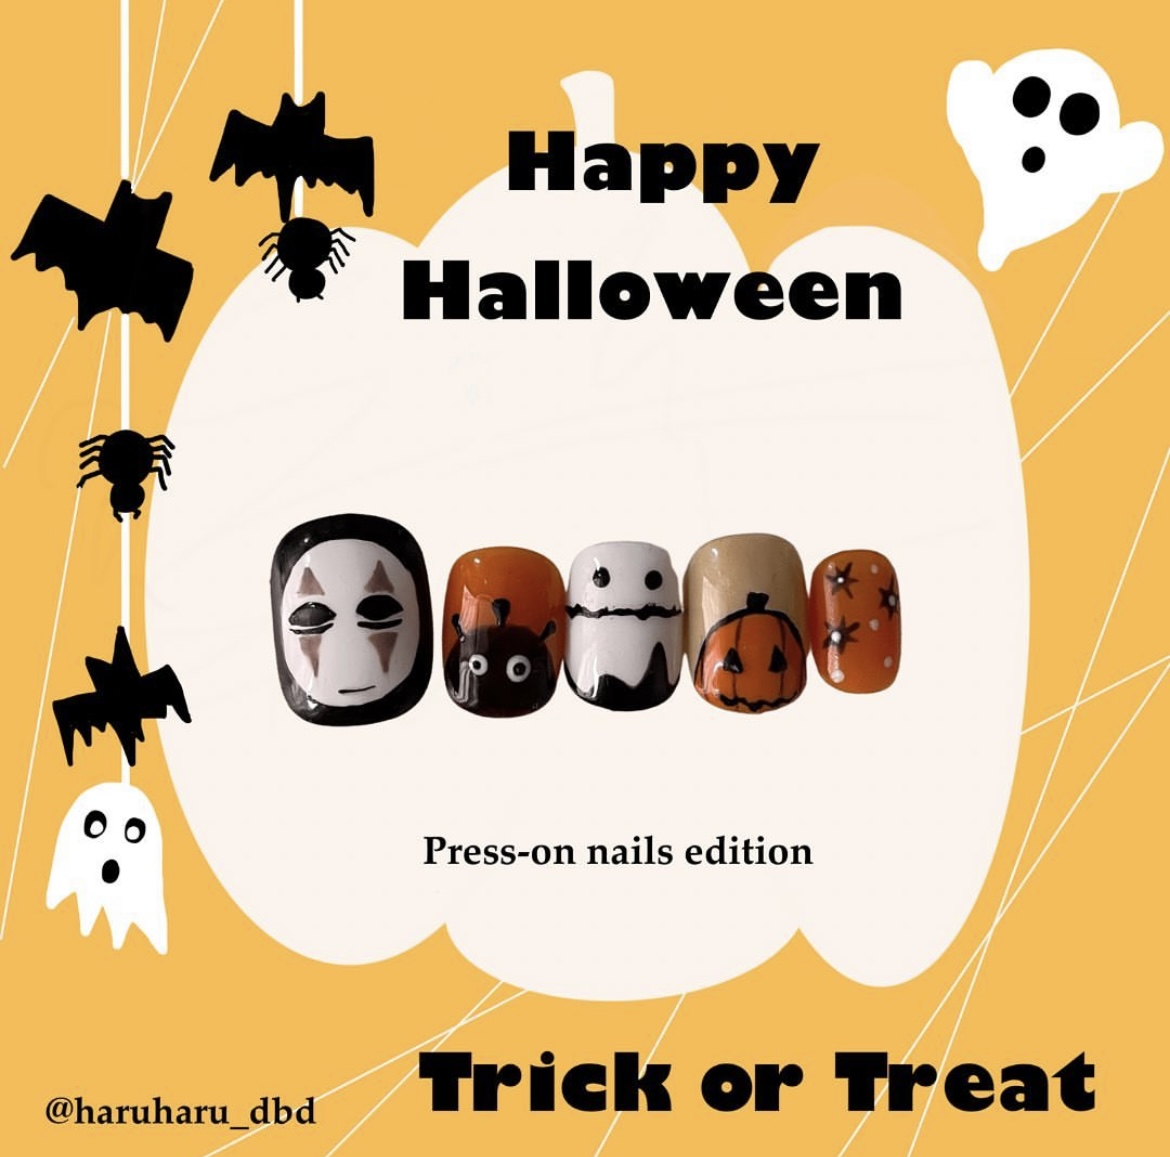 Happy
Halloween
Press-on nails edition
Trick or Treat
@haruharu_dbd